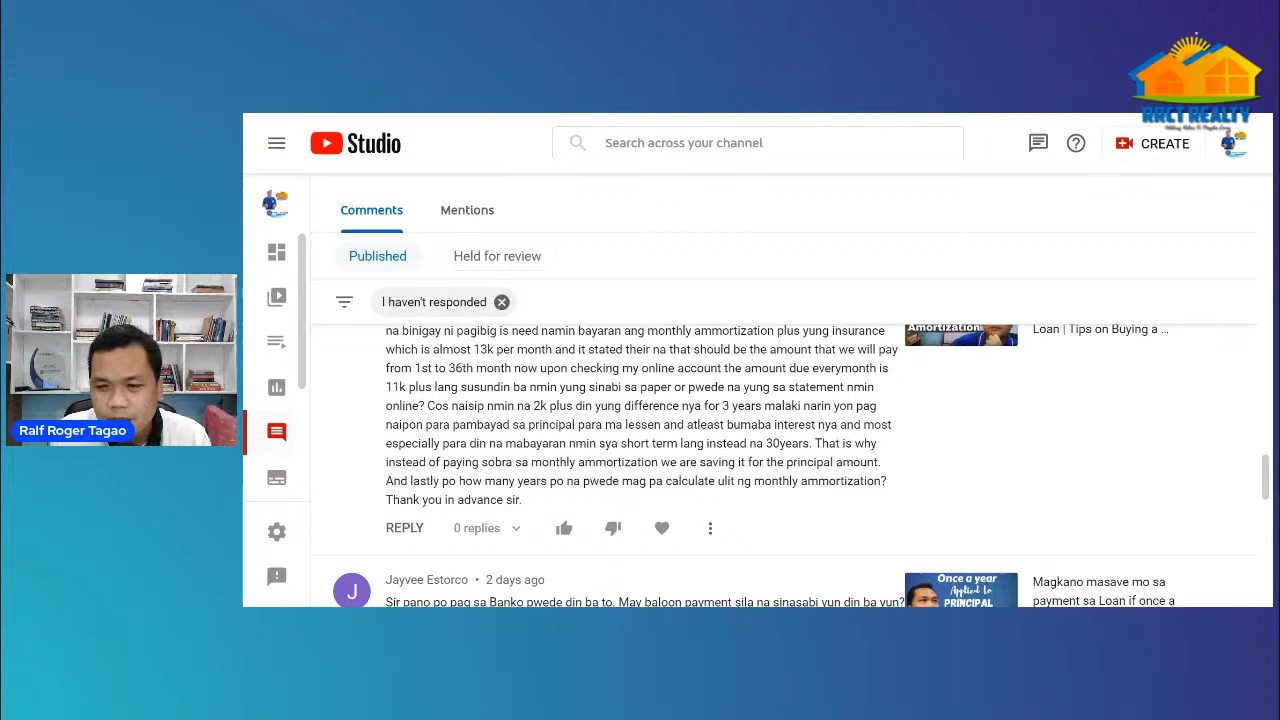 RRCT REALTY
Studio
Search across your channel
CREATE
Comments
Mentions
Published
Held for review
I haven't responded
na binigay ni pagibig is need namin bayaran ang monthly ammortization plus yung insurance
which is almost 13k per month and it stated their na that should be the amount that we will pay
from 1st to 36th month now upon checking my online account the amount due everymonth is
11k plus lang susundin ba nmin yung sinabi sa paper or pwede na yung sa statement nmin
online? Cos naisip nmin na 2k plus din yung difference nya for 3 years malaki narin yon pag
naipon para pambayad sa principal para ma lessen and atleast bumaba interest nya and most
especially para din na mabayaran nmin sya short term lang instead na 30years. That is why
instead of paying sobra sa monthly ammortization we are saving it for the principal amount.
And lastly po how many years po na pwede mag pa calculate ulit ng monthly ammortization?
Thank you in advance sir.
Amortization
Loan | Tips on Buying a ...
REPLY
0 replies
Ralf Roger Tagao
J
Jayvee Estorco • 2 days ago
Sir pano po pag sa Banko pwede din ba to. May baloon payment sila na sinasabi yun din ba yun?
Once a year
Applied to
PRINCIPAL
Magkano masave mo sa
payment sa Loan if once a